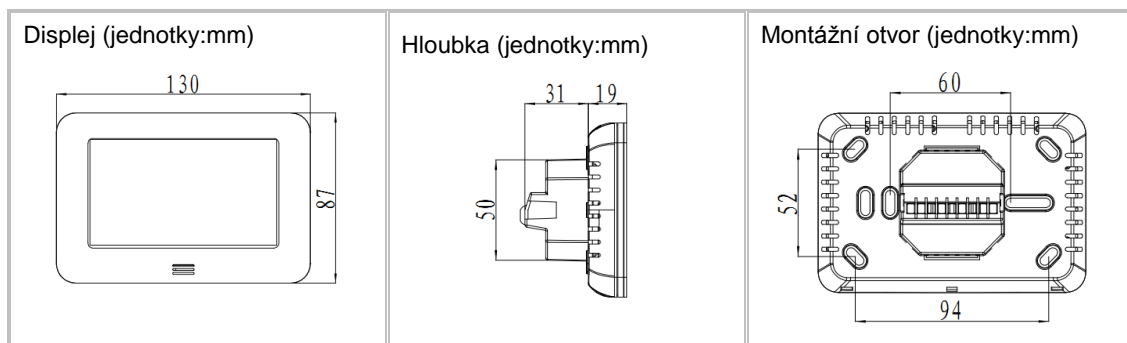 Displej (jednotky:mm)
130
87
Hloubka (jednotky:mm)
31 19
50
Montážní otvor (jednotky:mm)
60
52
94